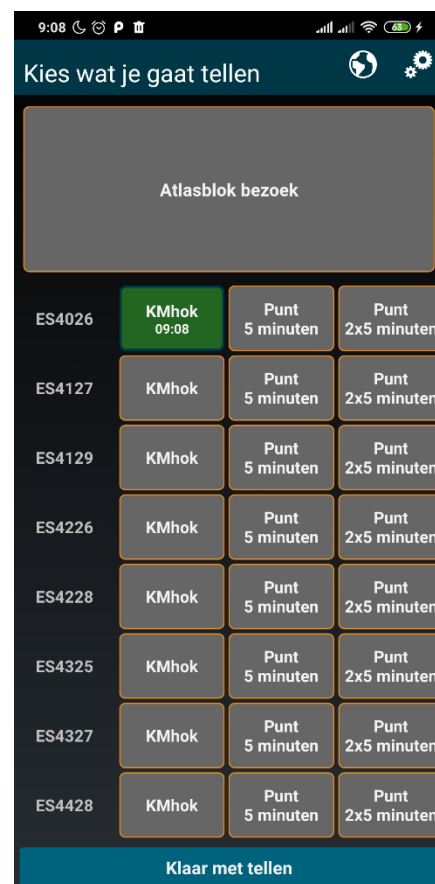 9:08 63
Kies wat je gaat tellen
Atlasblok bezoek
ES4026 KMhok 09:08 Punt 5 minuten Punt 2x5 minuten
ES4127 KMhok Punt 5 minuten Punt 2x5 minuten
ES4129 KMhok Punt 5 minuten Punt 2x5 minuten
ES4226 KMhok Punt 5 minuten Punt 2x5 minuten
ES4228 KMhok Punt 5 minuten Punt 2x5 minuten
ES4325 KMhok Punt 5 minuten Punt 2x5 minuten
ES4327 KMhok Punt 5 minuten Punt 2x5 minuten
ES4428 KMhok Punt 5 minuten Punt 2x5 minuten
Klaar met tellen